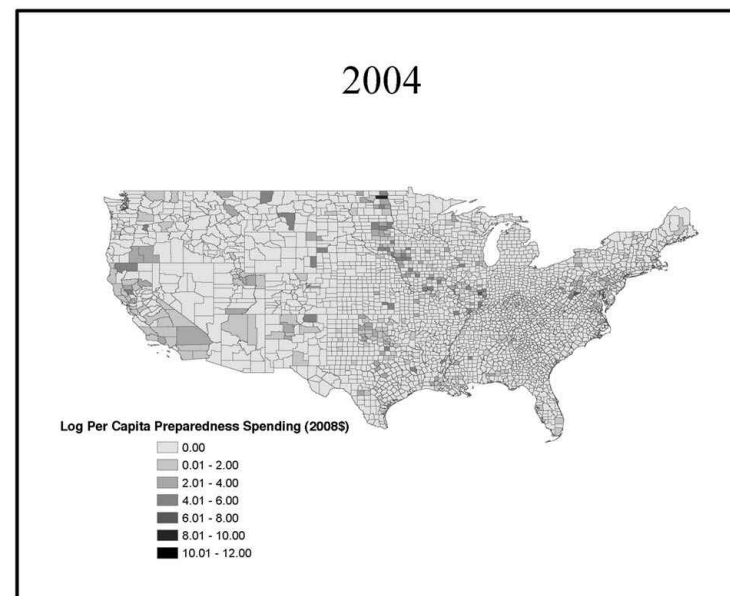 2004
Log Per Capita Preparedness Spending (2008$)
0.00
0.01 - 2.00
2.01 - 4.00
4.01 - 6.00
6.01 - 8.00
8.01 - 10.00
10.01 - 12.00